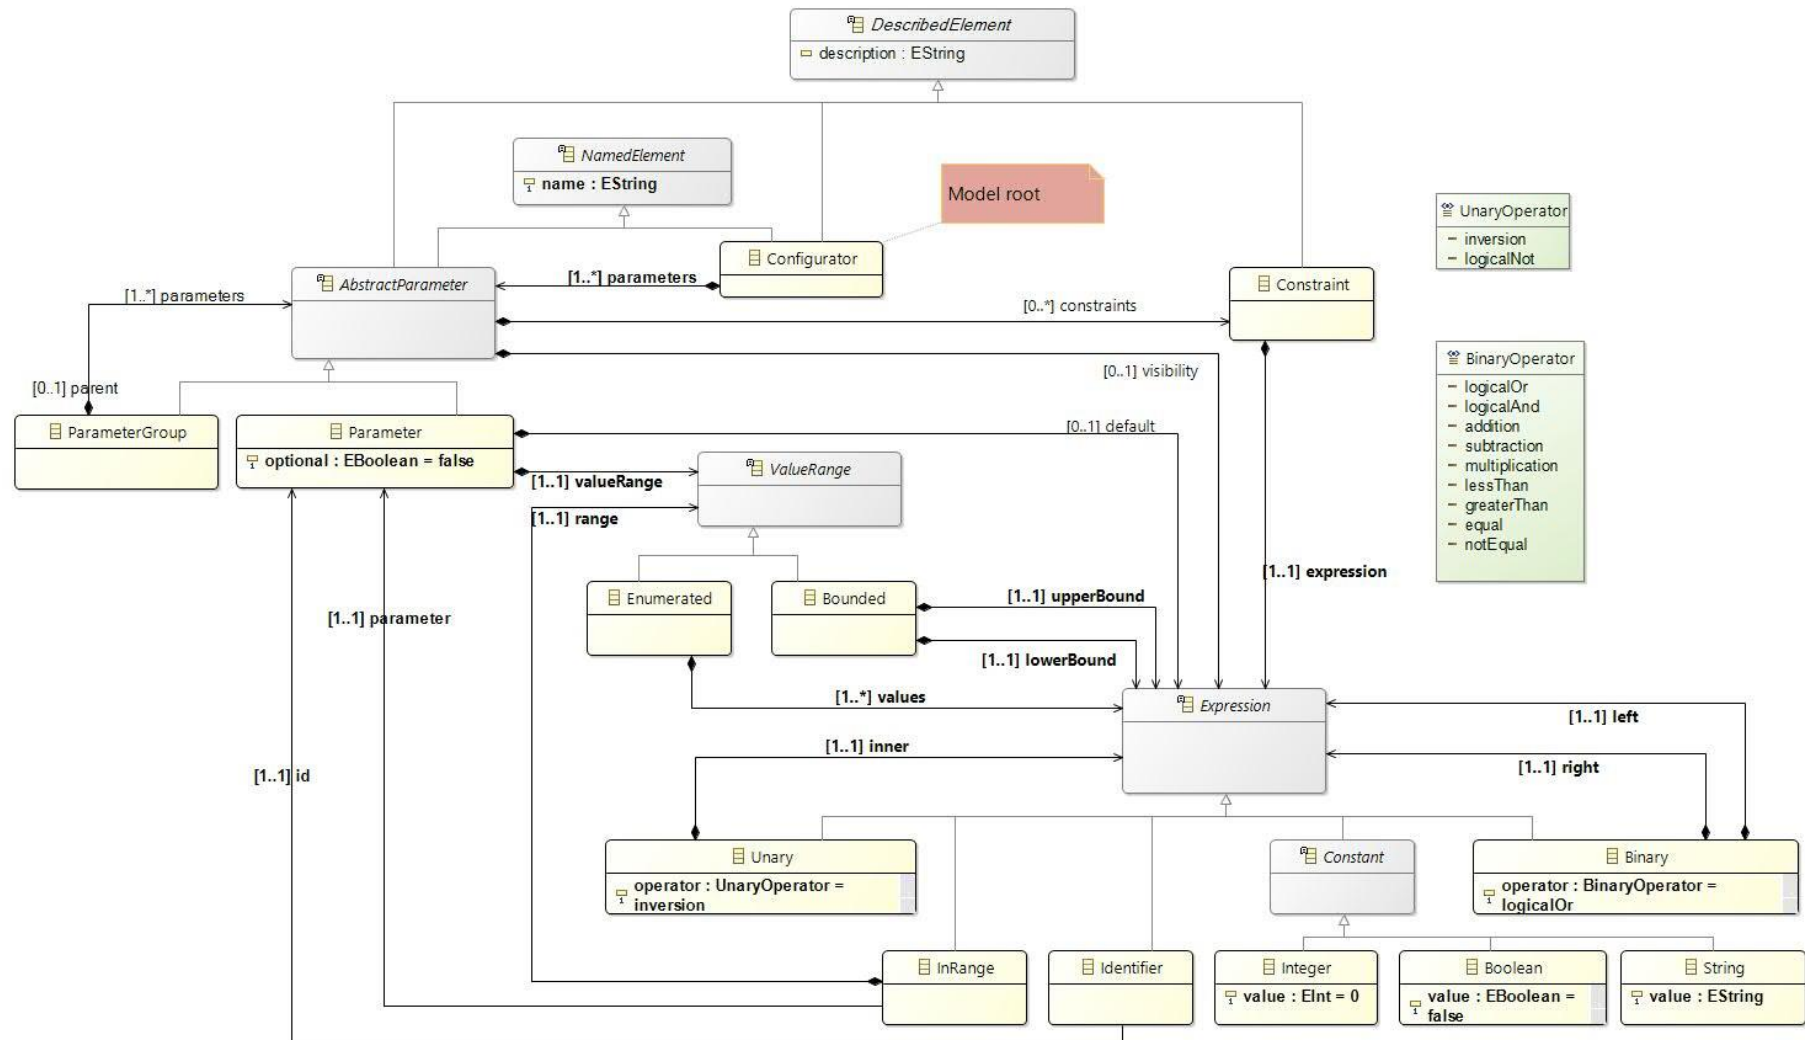 DescribedElement
description : EString
NamedElement
name : EString
Model root
UnaryOperator
inversion
logicalNot
Configurator
AbstractParameter
[1..*] parameters
[1..*] parameters
Constraint
[0..*] constraints
BinaryOperator
logicalOr
logicalAnd
addition
subtraction
multiplication
lessThan
greaterThan
equal
notEqual
[0..1] visibility
[0..1] parent
ParameterGroup
Parameter
optional : EBoolean = false
[0..1] default
ValueRange
[1..1] valueRange
[1..1] range
[1..1] expression
Enumerated
Bounded
[1..1] upperBound
[1..1] parameter
[1..1] lowerBound
[1..*] values
Expression
[1..1] left
[1..1] inner
[1..1] right
[1..1] id
Unary
operator : UnaryOperator =
inversion
Constant
Binary
operator : BinaryOperator =
logicalOr
InRange
Identifier
Integer
value : EInt = 0
Boolean
value : EBoolean =
false
String
value : EString